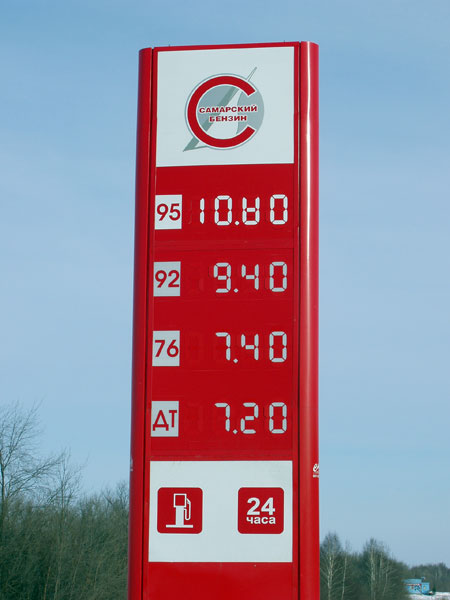 САМАРСКИЙ
БЕНЗИН
95 10.80
92 9.40
76 7.40
ДТ 7.20
24
часа